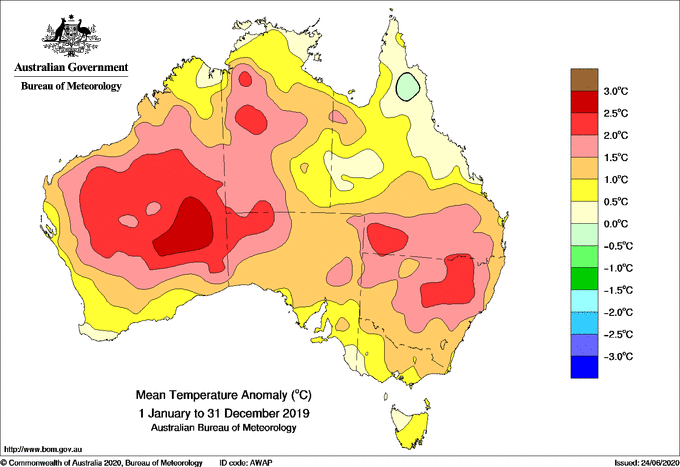 Australian Government
Bureau of Meteorology
3.0°C
2.5°C
2.0°C
1.5°C
1.0°C
0.5°C
0.0°C
-0.5°C
-1.0°C
-1.5°C
-2.0°C
-2.5°C
-3.0°C
Mean Temperature Anomaly (°C)
1 January to 31 December 2019
Australian Bureau of Meteorology
http://www.bom.gov.au
© Commonwealth of Australia 2020, Bureau of Meteorology ID code: AWAP Issued: 24/06/2020